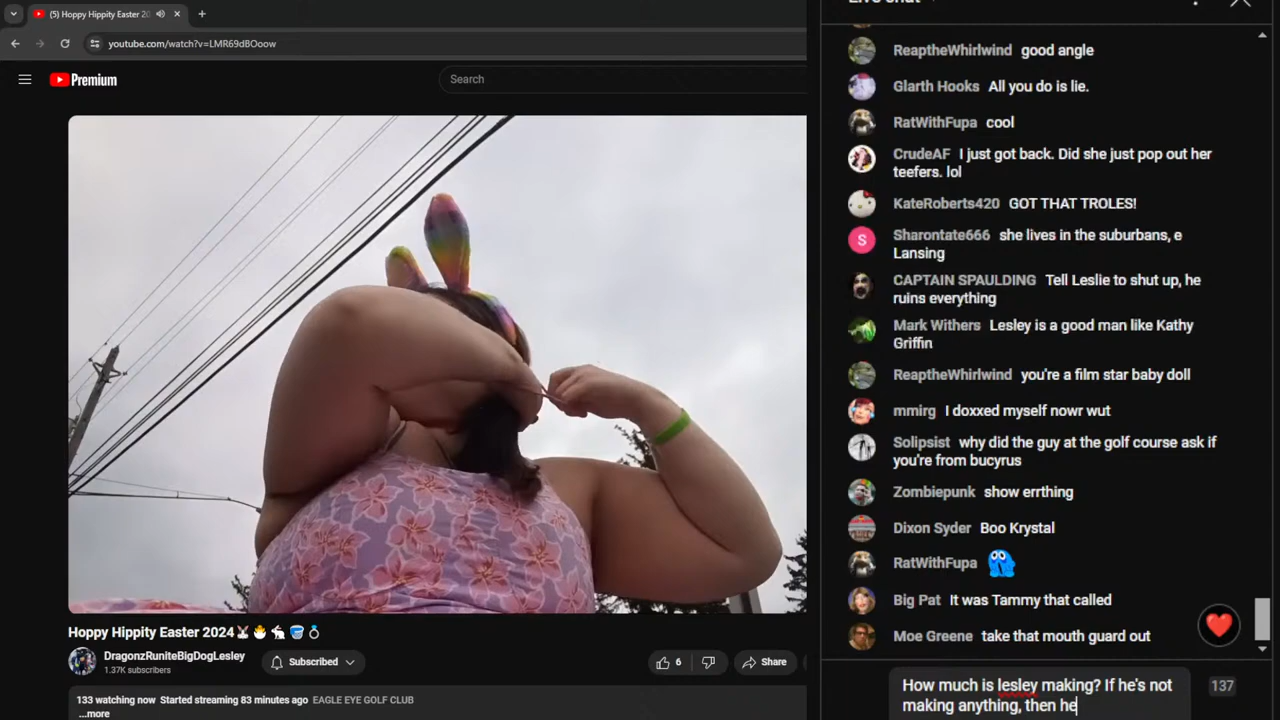 (5) Hoppy Hippity Easter 20
youtube.com/watch?v=LMR69dBOoow
Premium
Search
Hoppy Hippity Easter 2024
DragonzRuniteBigDogLesley
1.37K subscribers
Subscribed
6
Share
133 watching now Started streaming 83 minutes ago EAGLE EYE GOLF CLUB
...more
Live chat
ReaptheWhirlwind good angle
Glarth Hooks All you do is lie.
RatWithFupa cool
CrudeAF I just got back. Did she just pop out her
teefers. lol
KateRoberts420 GOT THAT TROLES!
S
Sharontate666 she lives in the suburbans, e
Lansing
CAPTAIN SPAULDING Tell Leslie to shut up, he
ruins everything
Mark Withers Lesley is a good man like Kathy
Griffin
ReaptheWhirlwind you're a film star baby doll
mmirg I doxxed myself nowr wut
Solipsist why did the guy at the golf course ask if
you're from bucyrus
Zombiepunk show errthing
Dixon Syder Boo Krystal
RatWithFupa
Big Pat It was Tammy that called
Moe Greene take that mouth guard out
How much is lesley making? If he's not
making anything, then he
137